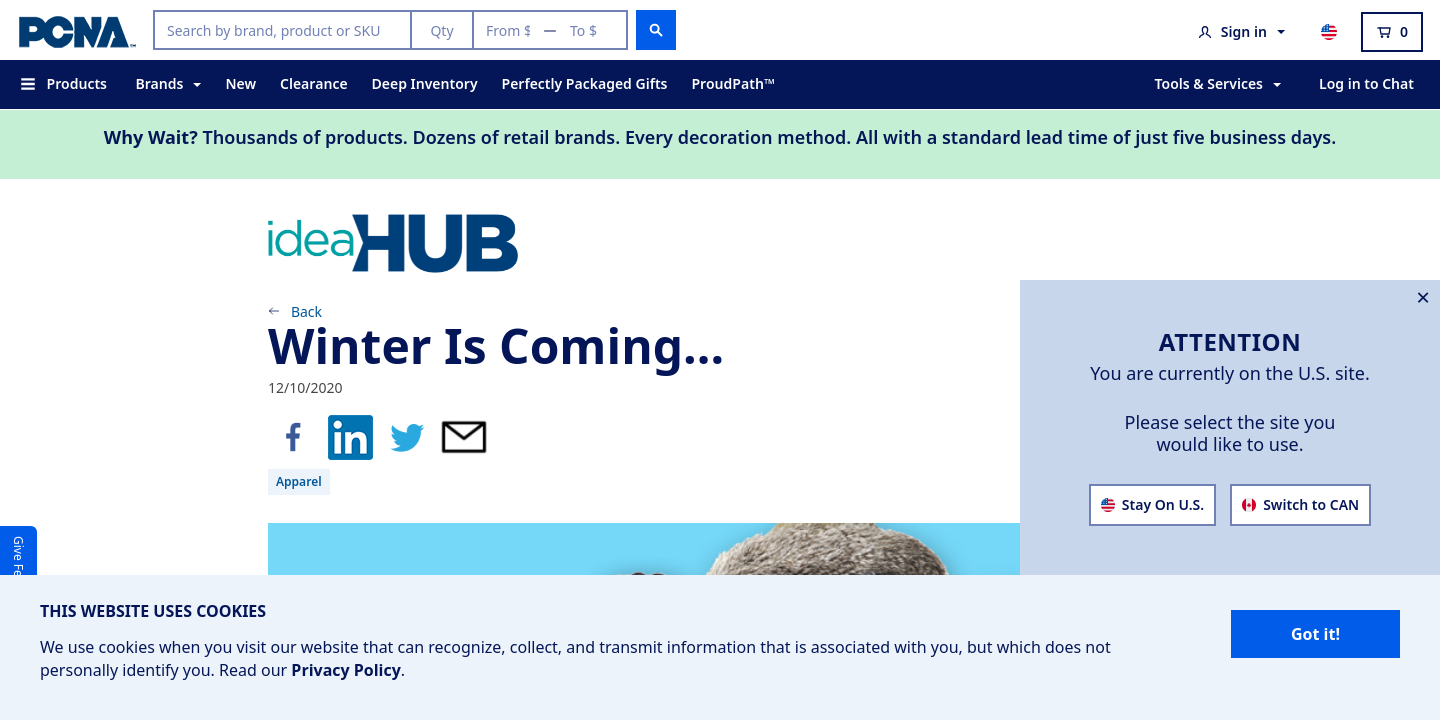 PCNA™
Search by brand, product or SKU
Qty
From $ — To $
Sign in
0
Products
Brands
New
Clearance
Deep Inventory
Perfectly Packaged Gifts
ProudPath™
Tools & Services
Log in to Chat
Why Wait? Thousands of products. Dozens of retail brands. Every decoration method. All with a standard lead time of just five business days.
ideaHUB
Back
Winter Is Coming...
12/10/2020
Apparel
ATTENTION
You are currently on the U.S. site.
Please select the site you
would like to use.
Stay On U.S.
Switch to CAN
Give Fe
THIS WEBSITE USES COOKIES
We use cookies when you visit our website that can recognize, collect, and transmit information that is associated with you, but which does not
personally identify you. Read our Privacy Policy.
Got it!